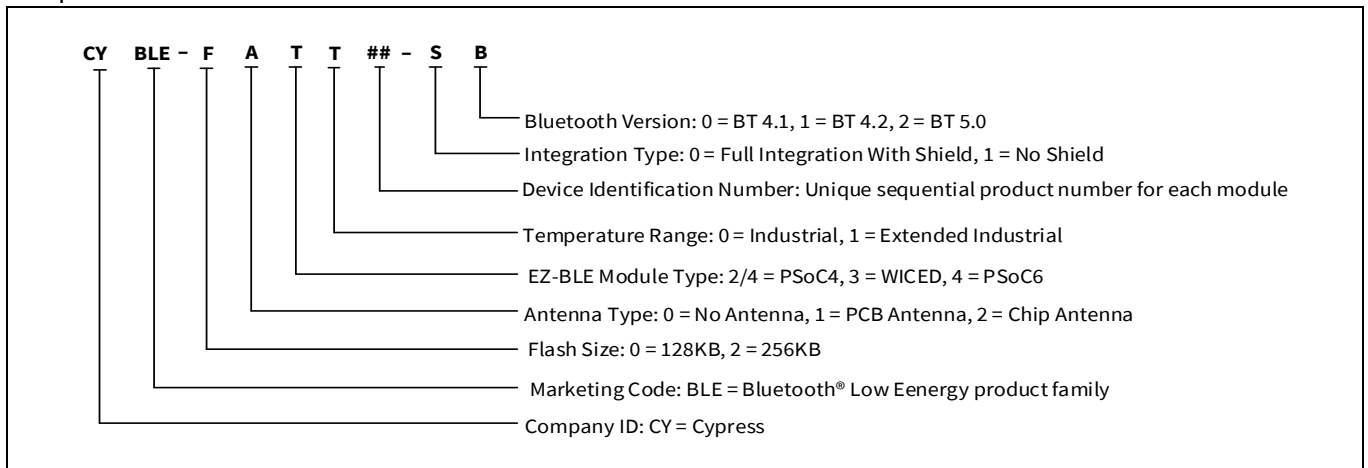 CY BLE – F A T T ## – S B
Bluetooth Version: 0 = BT 4.1, 1 = BT 4.2, 2 = BT 5.0
Integration Type: 0 = Full Integration With Shield, 1 = No Shield
Device Identification Number: Unique sequential product number for each module
Temperature Range: 0 = Industrial, 1 = Extended Industrial
EZ-BLE Module Type: 2/4 = PSoC4, 3 = WICED, 4 = PSoC6
Antenna Type: 0 = No Antenna, 1 = PCB Antenna, 2 = Chip Antenna
Flash Size: 0 = 128KB, 2 = 256KB
Marketing Code: BLE = Bluetooth® Low Eenergy product family
Company ID: CY = Cypress